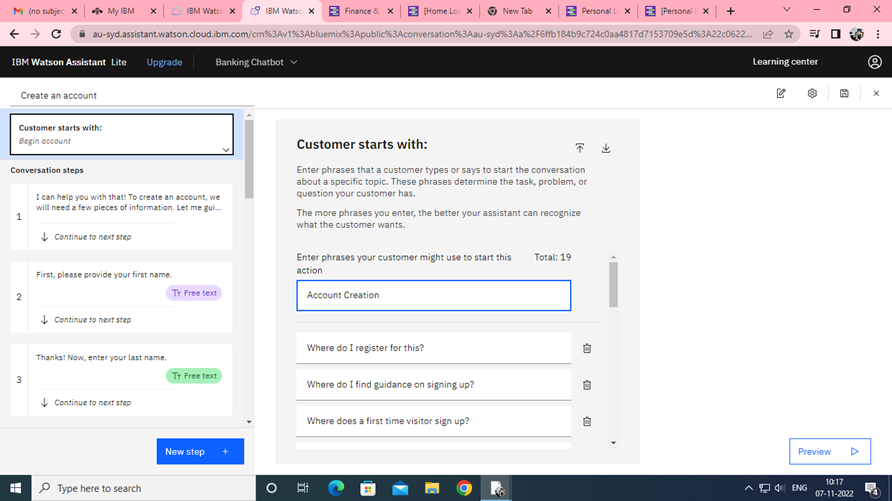 (no subjec
My IBM
IBM Wats
IBM Wats
Finance &
[Home Lo
New Tab
Personal L
[Personal
au-syd.assistant.watson.cloud.ibm.com/crn%3Av1%3Abluemix%3Apublic%3Aconversation%3Aau-syd%3Aa%2F6ffb184b9c724c0aa4817d7153709e5d%3A22c0622...
IBM Watson Assistant Lite Upgrade Banking Chatbot Learning center
Create an account
Customer starts with:
Begin account
Conversation steps
1
I can help you with that! To create an account, we
will need a few pieces of information. Let me gui...
Continue to next step
2
First, please provide your first name.
Free text
Continue to next step
3
Thanks! Now, enter your last name.
Free text
Continue to next step
New step +
Customer starts with:
Enter phrases that a customer types or says to start the conversation
about a specific topic. These phrases determine the task, problem, or
question your customer has.
The more phrases you enter, the better your assistant can recognize
what the customer wants.
Enter phrases your customer might use to start this
action
Total: 19
Account Creation
Where do I register for this?
Where do I find guidance on signing up?
Where does a first time visitor sign up?
Preview
Type here to search
ENG
10:17
07-11-2022
4